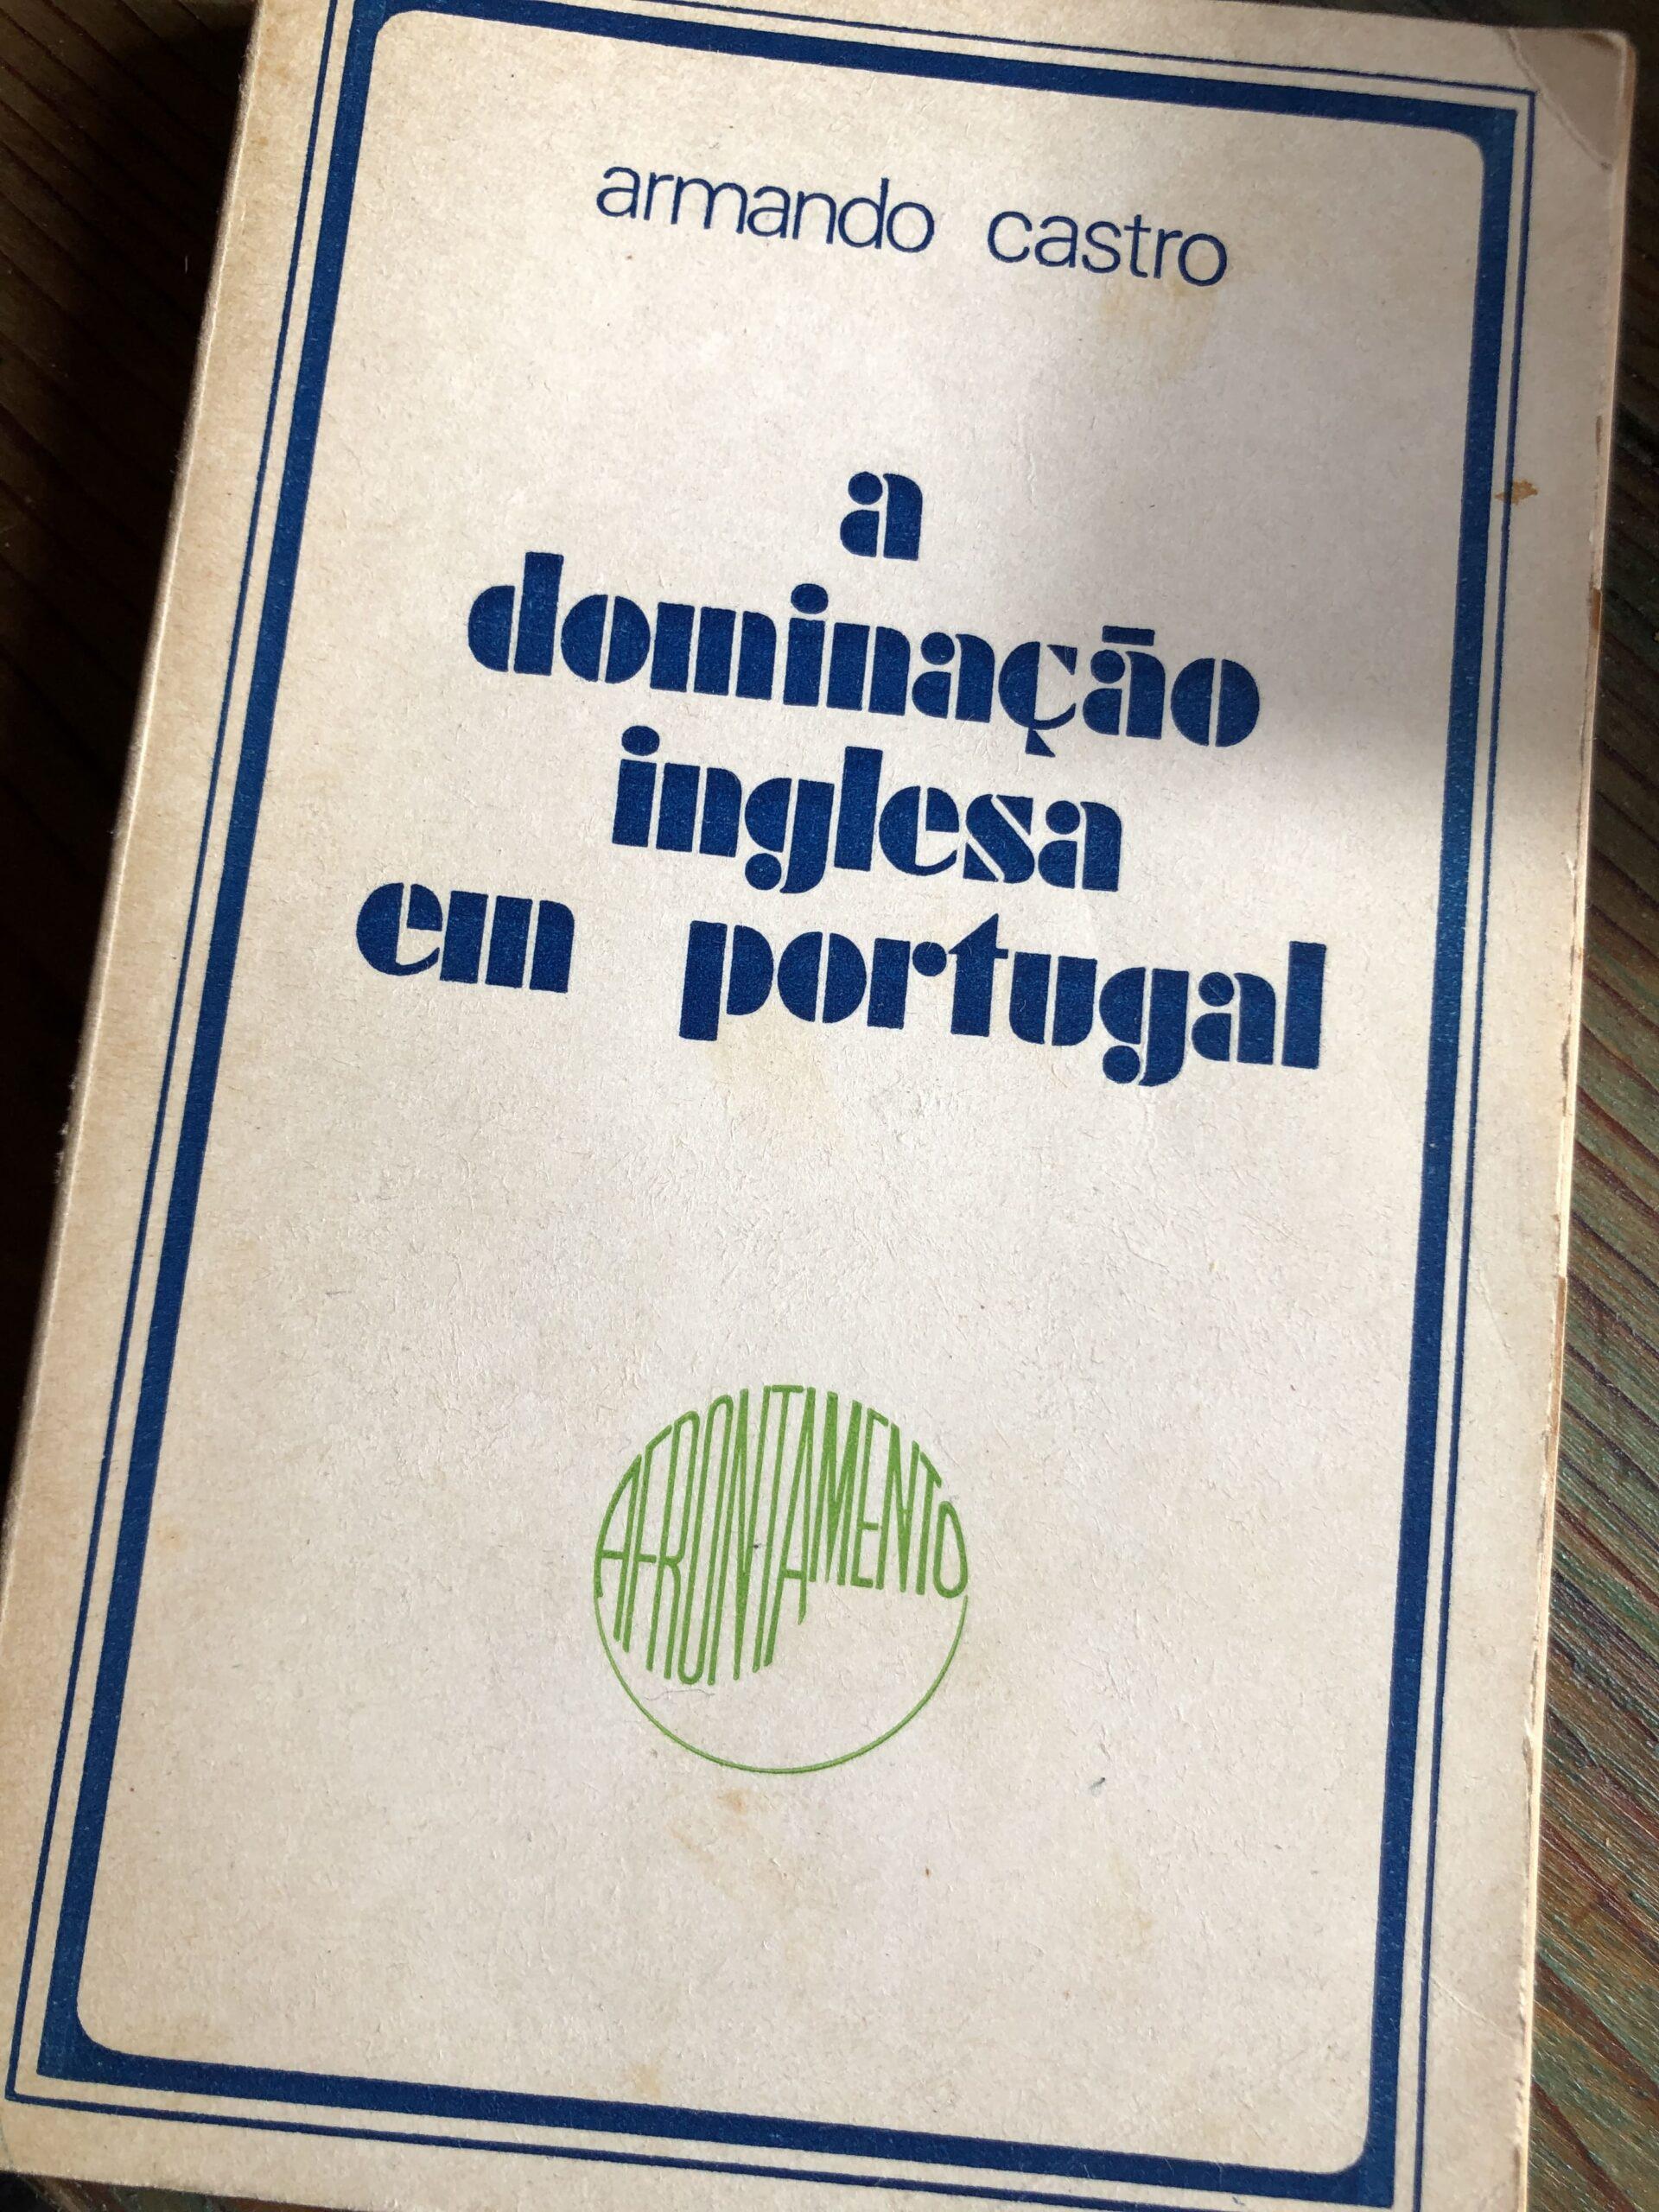 armando castro
a
dominação
inglesa
em portugal
AFRONTAMENTO